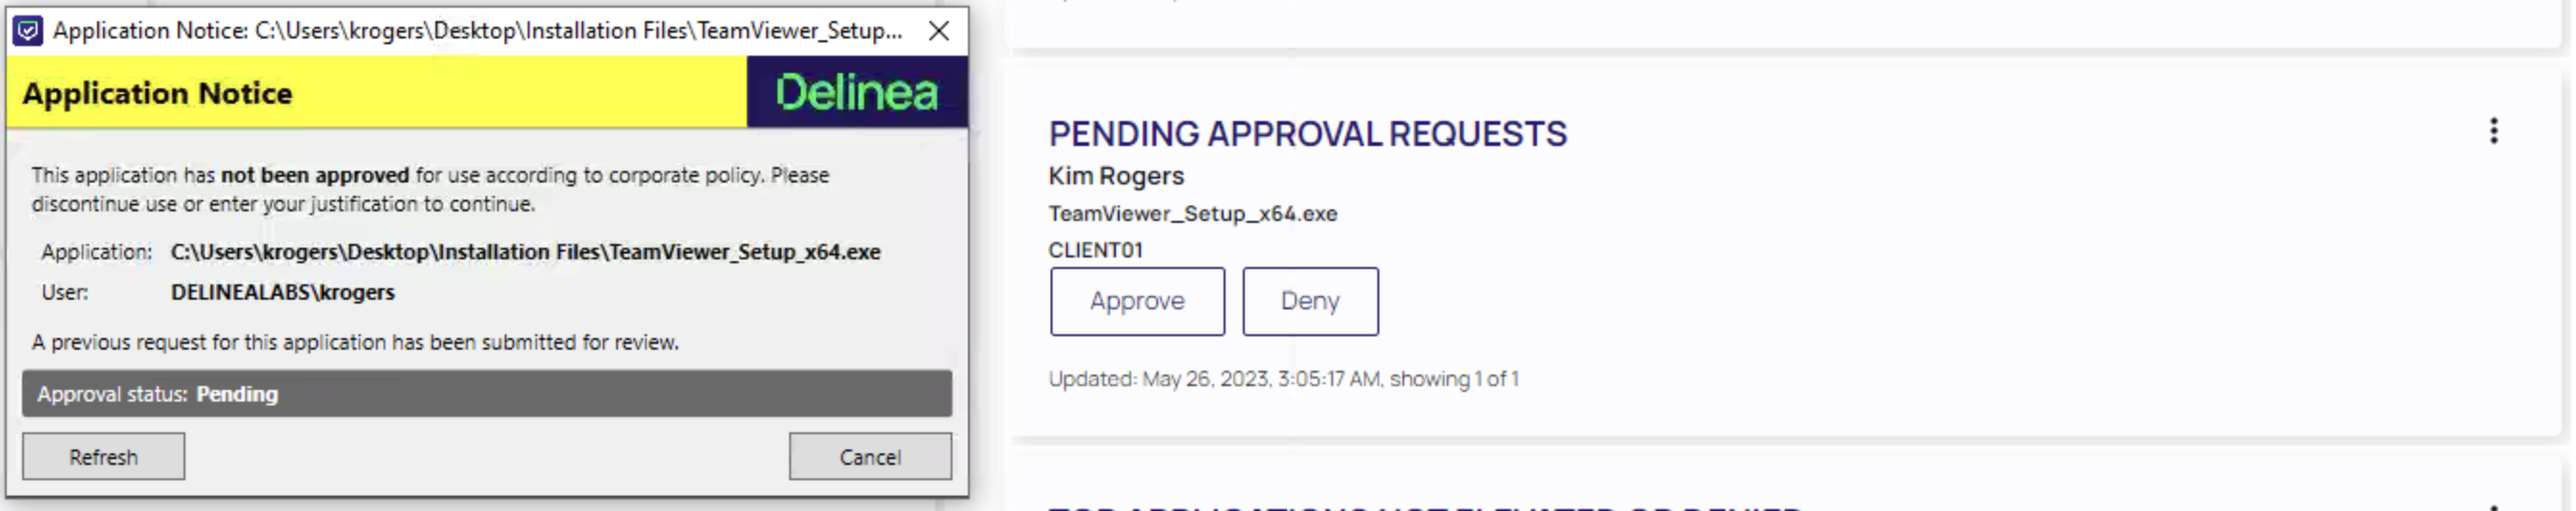 Application Notice: C:\Users\krogers\Desktop\Installation Files\TeamViewer_Setup...
Application Notice
Delinea
This application has not been approved for use according to corporate policy. Please
discontinue use or enter your justification to continue.
Application: C:\Users\krogers\Desktop\Installation Files\TeamViewer_Setup_x64.exe
User: DELINEALABS\krogers
A previous request for this application has been submitted for review.
Approval status: Pending
Refresh
Cancel
PENDING APPROVAL REQUESTS
Kim Rogers
TeamViewer_Setup_x64.exe
CLIENT01
Approve
Deny
Updated: May 26, 2023, 3:05:17 AM, showing 1 of 1